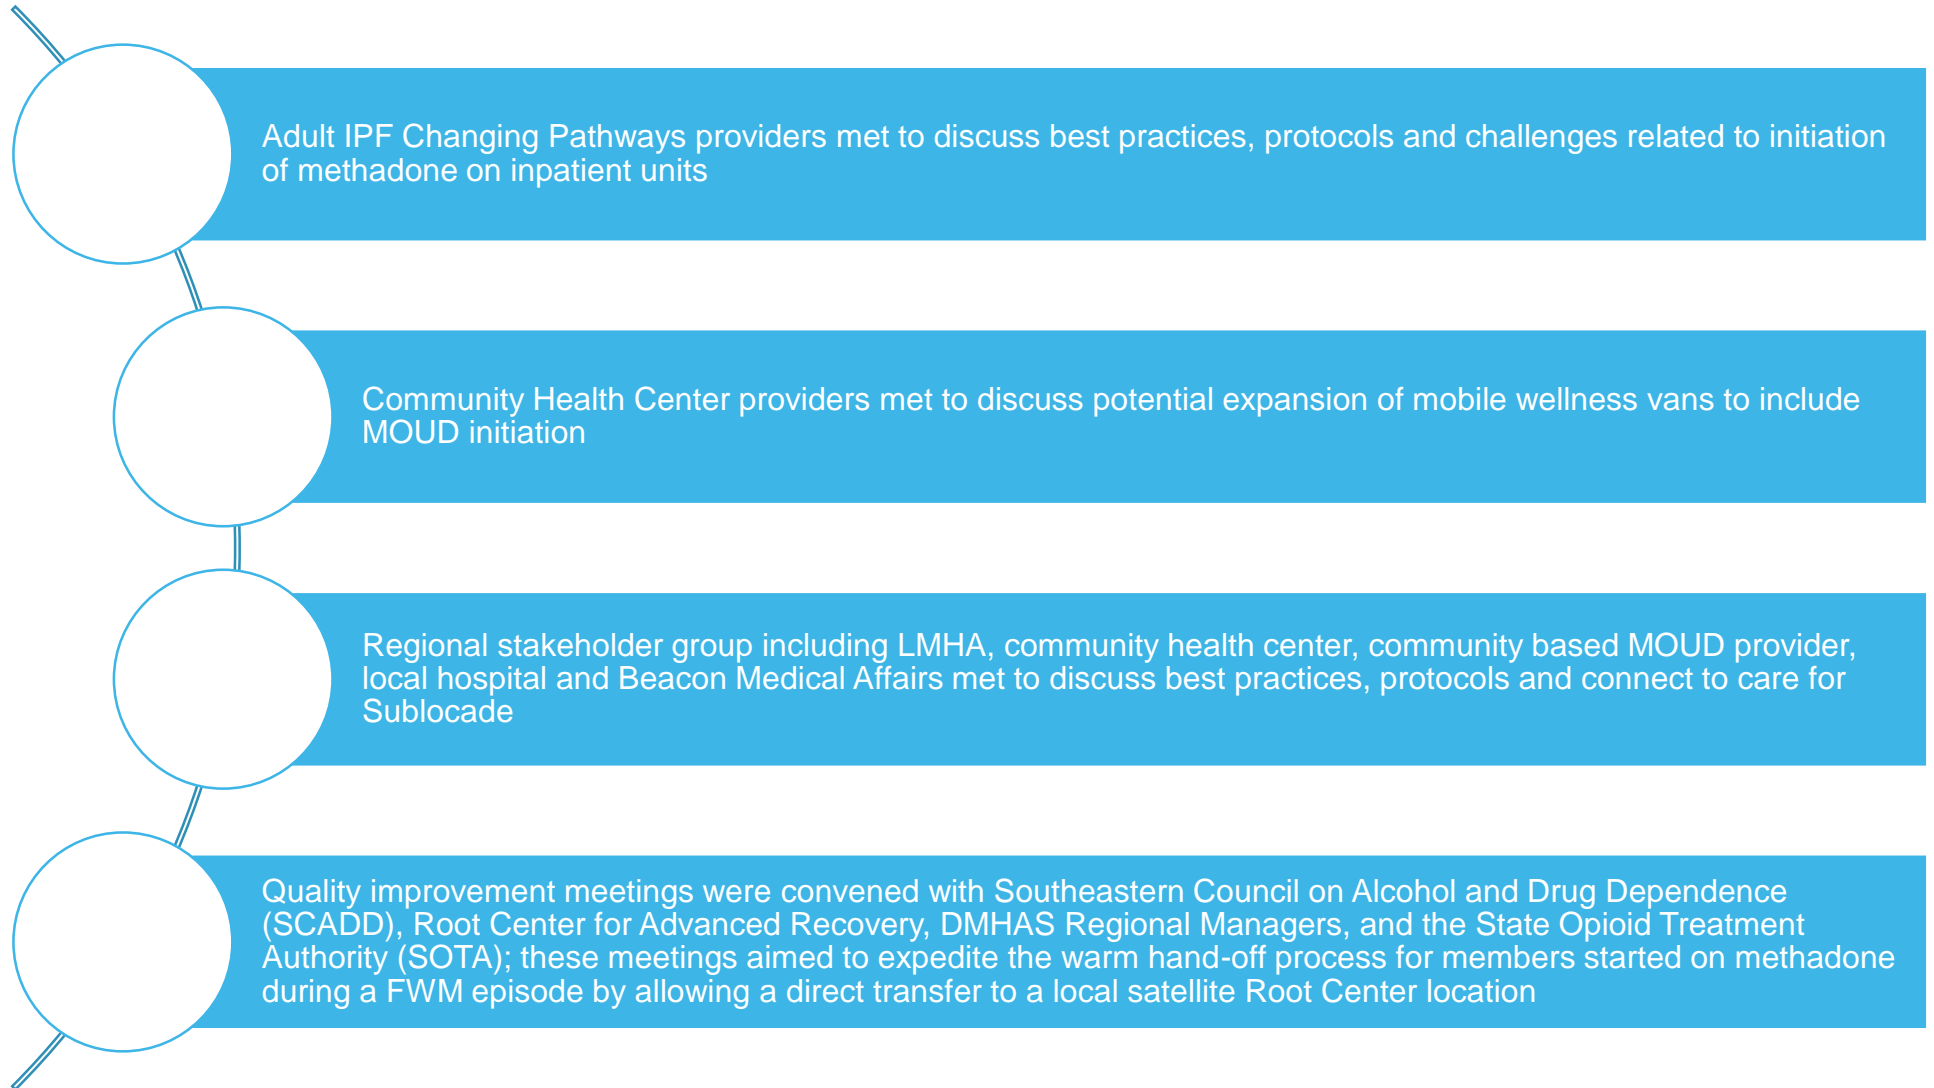 Adult IPF Changing Pathways providers met to discuss best practices, protocols and challenges related to initiation
of methadone on inpatient units
Community Health Center providers met to discuss potential expansion of mobile wellness vans to include
MOUD initiation
Regional stakeholder group including LMHA, community health center, community based MOUD provider,
local hospital and Beacon Medical Affairs met to discuss best practices, protocols and connect to care for
Sublocade
Quality improvement meetings were convened with Southeastern Council on Alcohol and Drug Dependence
(SCADD), Root Center for Advanced Recovery, DMHAS Regional Managers, and the State Opioid Treatment
Authority (SOTA); these meetings aimed to expedite the warm hand-off process for members started on methadone
during a FWM episode by allowing a direct transfer to a local satellite Root Center location